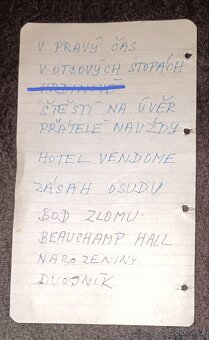 V PRAVÝ ČAS
V OTCOVÝCH STOPÁCH
ŠTĚSTÍ NA ÚVĚR
PŘÁTELÉ NAVŽDY
HOTEL VENDOME
ZÁSAH OSUDU
BOD ZLOMU
BEAUCHAMP HALL
NAROZENINY
DVOJNÍK